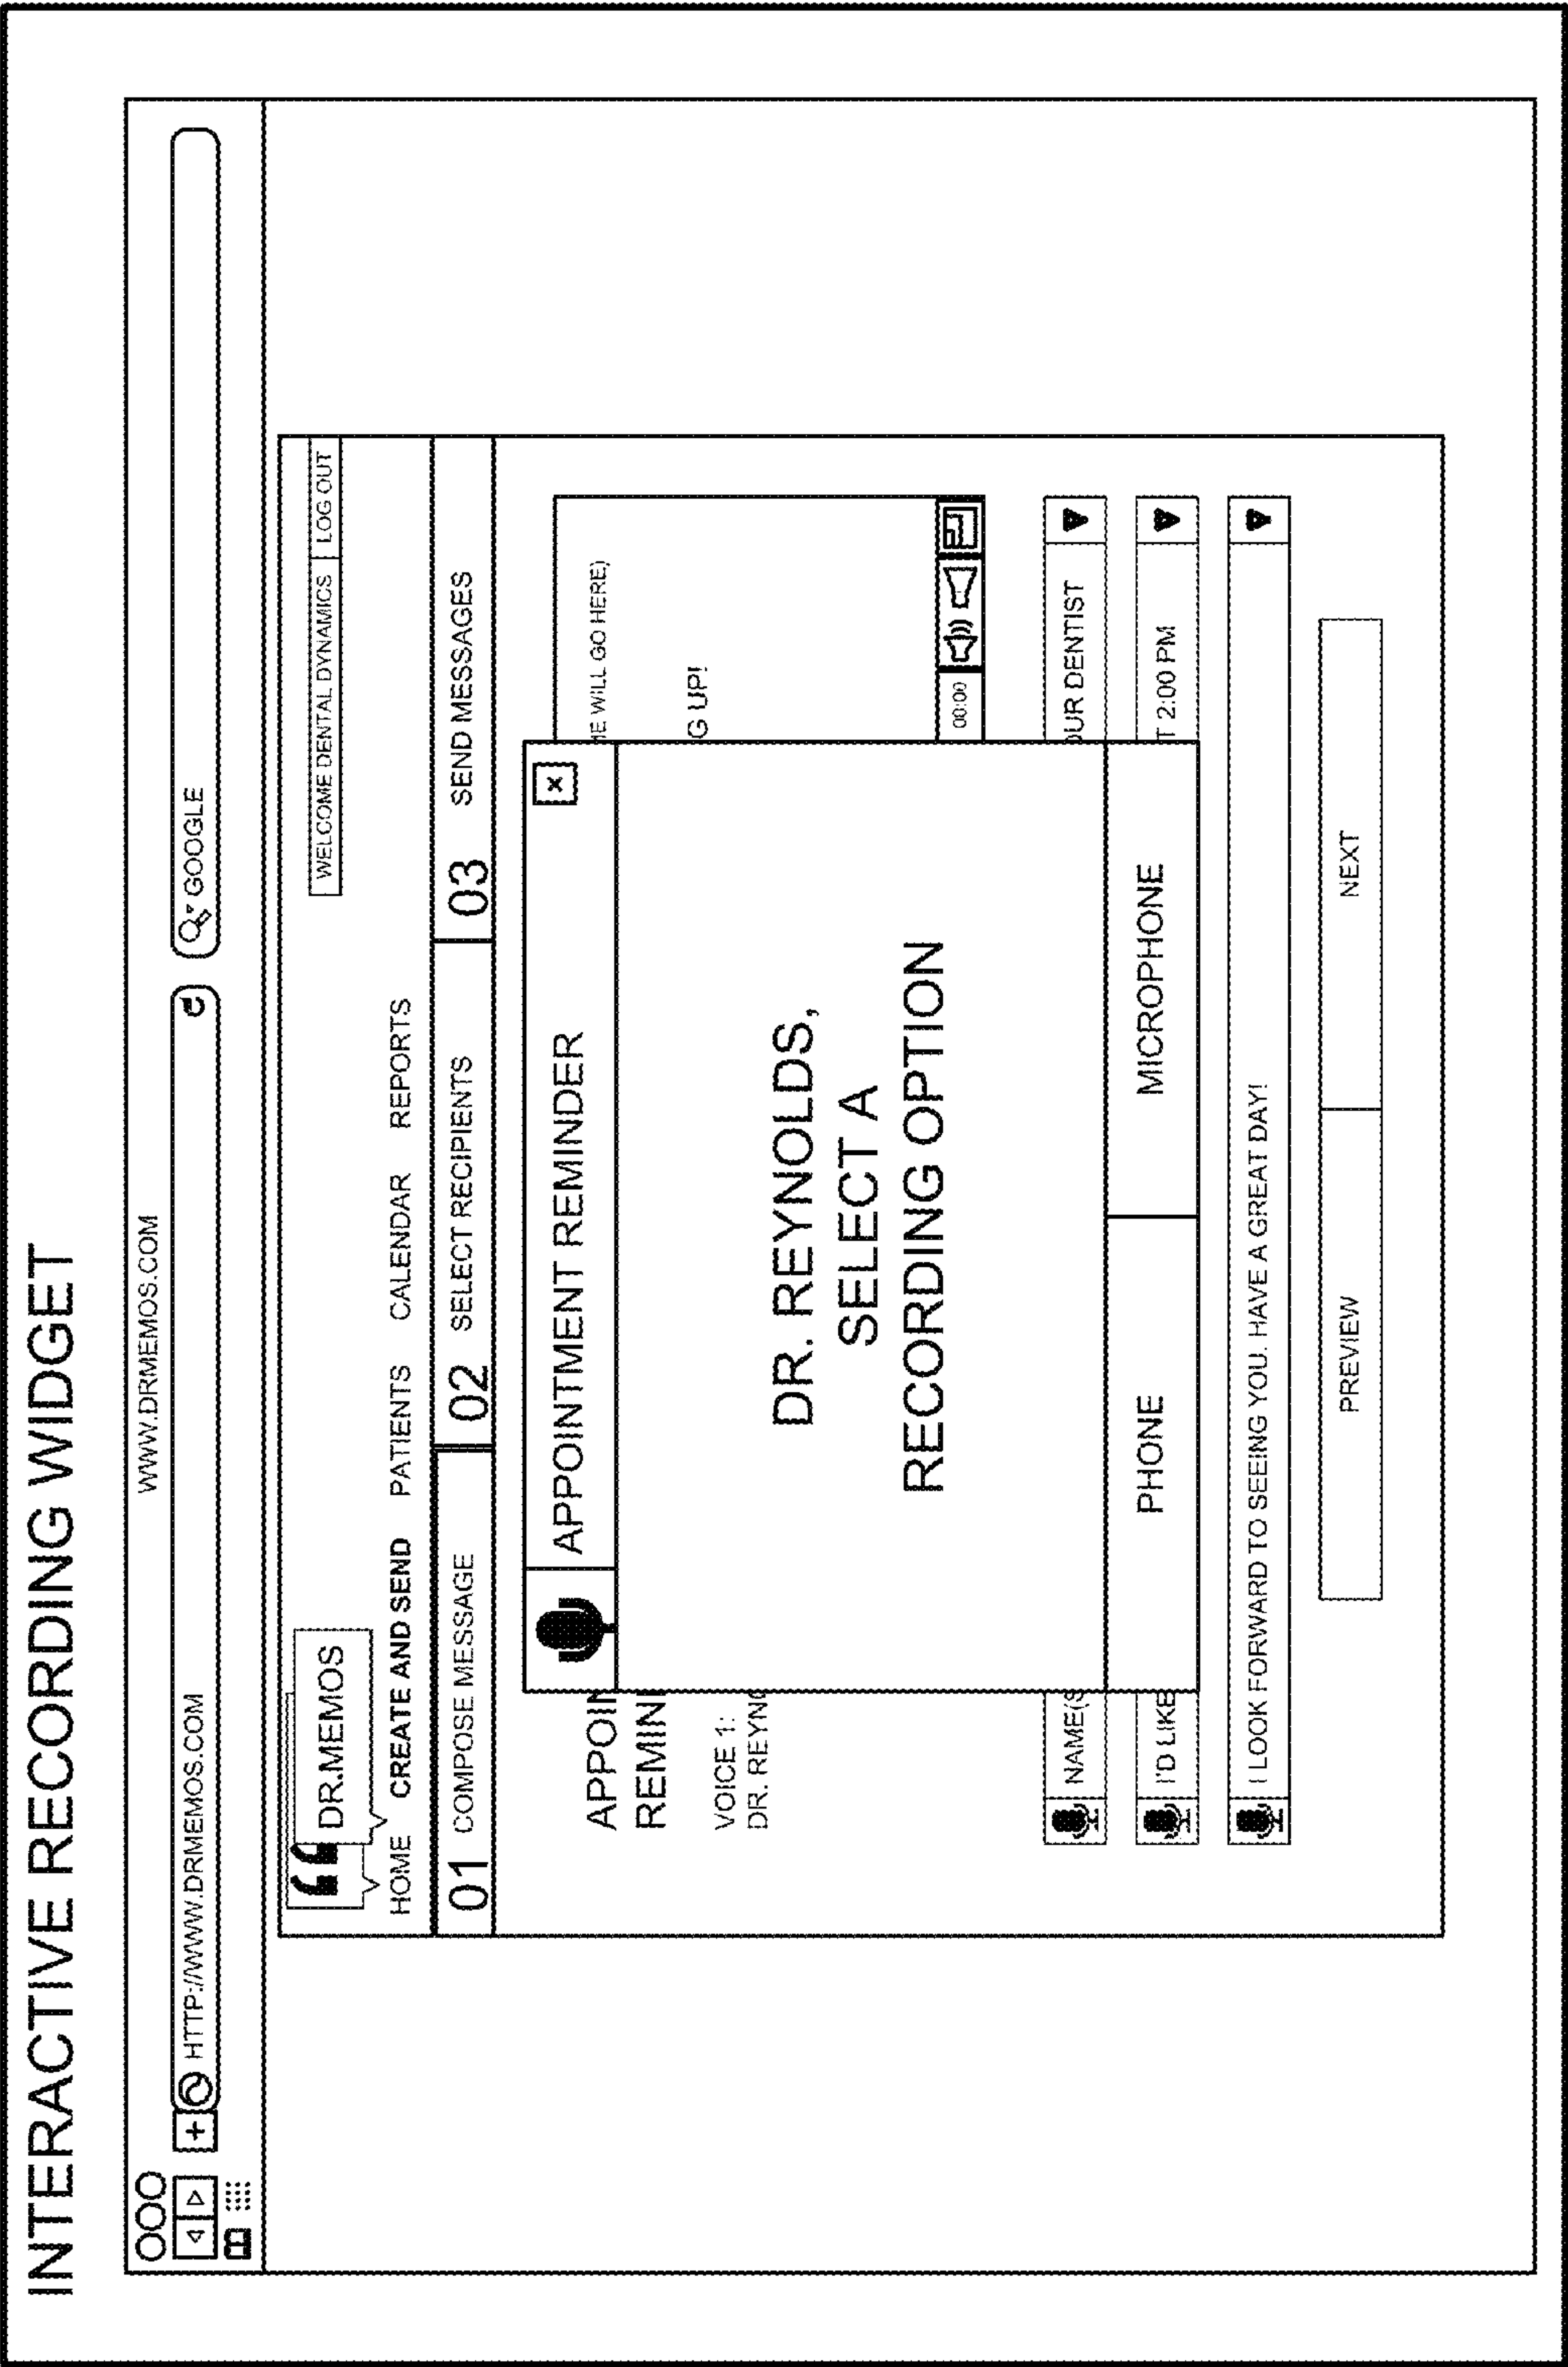 INTERACTIVE RECORDING WIDGET
WWW.DRMEMOS.COM
HTTP://WWW.DRMEMOS.COM
GOOGLE
DR.MEMOS
WELCOME DENTAL DYNAMICS LOG OUT
HOME CREATE AND SEND PATIENTS CALENDAR REPORTS
01 COMPOSE MESSAGE 02 SELECT RECIPIENTS 03 SEND MESSAGES
APPOINTMENT REMINDER
x
DR. REYNOLDS,
SELECT A
RECORDING OPTION
PHONE MICROPHONE
APPOIN
REMIN
VOICE 1:
DR. REYN
WILL GO HERE)
G UP!
00:00
NAME(S
OUR DENTIST
I'D LIKE
T 2:00 PM
I LOOK FORWARD TO SEEING YOU. HAVE A GREAT DAY!
PREVIEW NEXT